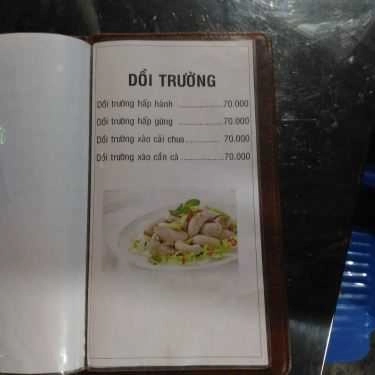 DỒI TRƯỜNG
Dồi trường hấp hành ............... 70.000
Dồi trường hấp gừng ............... 70.000
Dồi trường xào cải chua ............ 70.000
Dồi trường xào cần cà ............... 70.000